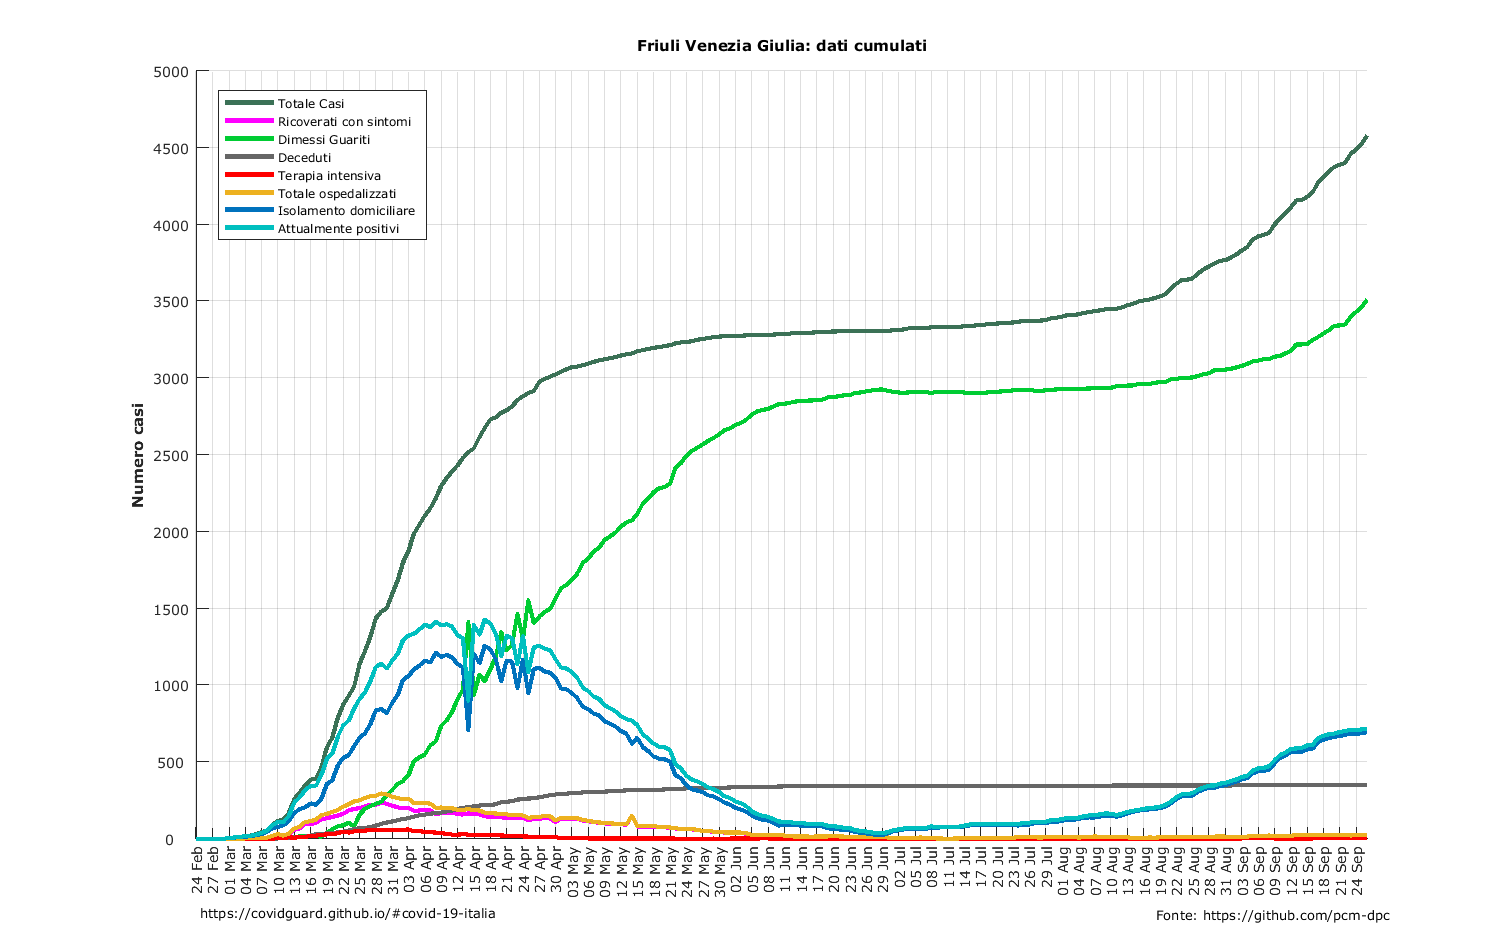 Friuli Venezia Giulia: dati cumulati
5000
4500
4000
3500
3000
2500
2000
1500
1000
500
0
Numero casi
Totale Casi
Ricoverati con sintomi
Dimessi Guariti
Deceduti
Terapia intensiva
Totale ospedalizzati
Isolamento domiciliare
Attualmente positivi
24 Feb
27 Feb
01 Mar
04 Mar
07 Mar
10 Mar
13 Mar
16 Mar
19 Mar
22 Mar
25 Mar
28 Mar
31 Mar
03 Apr
06 Apr
09 Apr
12 Apr
15 Apr
18 Apr
21 Apr
24 Apr
27 Apr
30 Apr
03 May
06 May
09 May
12 May
15 May
18 May
21 May
24 May
27 May
30 May
02 Jun
05 Jun
08 Jun
11 Jun
14 Jun
17 Jun
20 Jun
23 Jun
26 Jun
29 Jun
02 Jul
05 Jul
08 Jul
11 Jul
14 Jul
17 Jul
20 Jul
23 Jul
26 Jul
29 Jul
01 Aug
04 Aug
07 Aug
10 Aug
13 Aug
16 Aug
19 Aug
22 Aug
25 Aug
28 Aug
31 Aug
03 Sep
06 Sep
09 Sep
12 Sep
15 Sep
18 Sep
21 Sep
24 Sep
https://covidguard.github.io/#covid-19-italia
Fonte: https://github.com/pcm-dpc